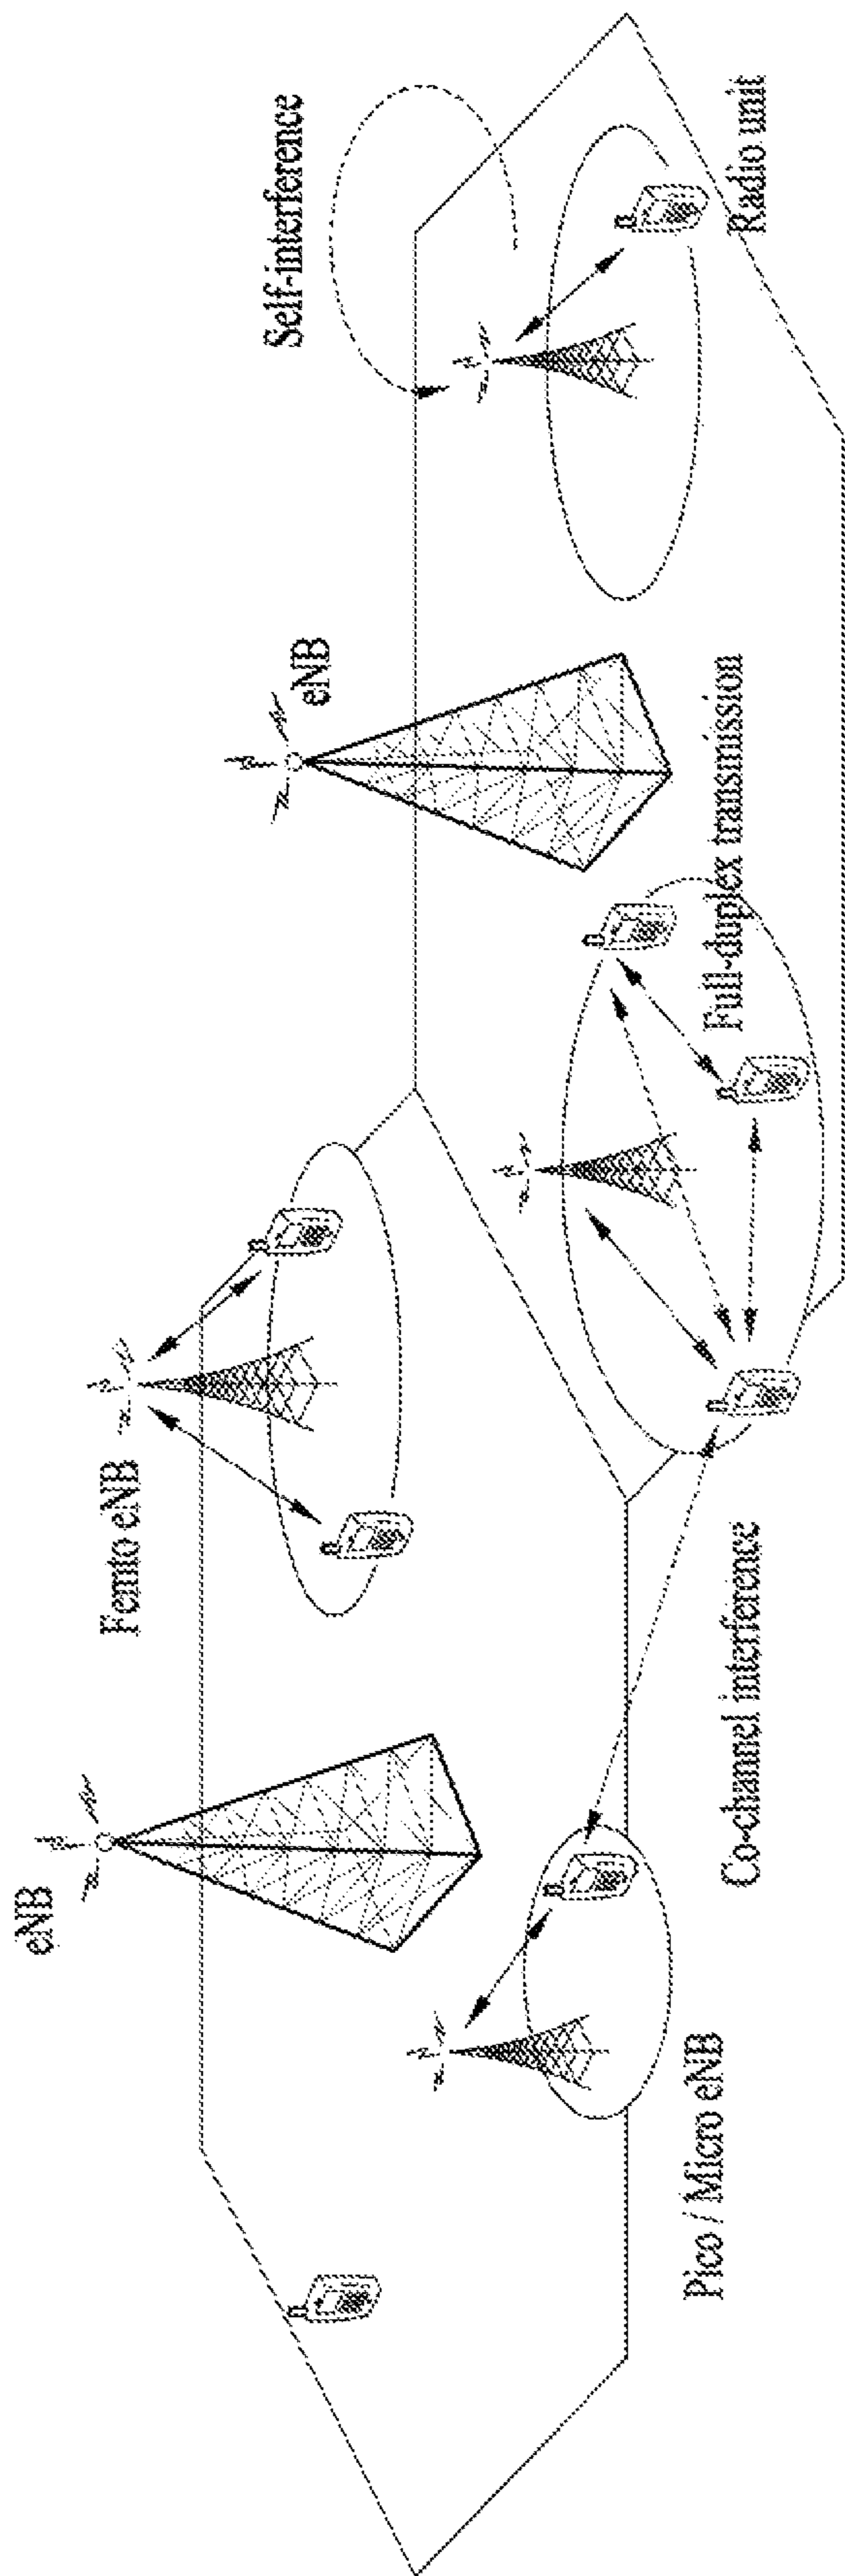 eNB
Femto eNB
eNB
Self-interference
Pico / Micro eNB
Co-channel interference
Full-duplex transmission
Radio unit